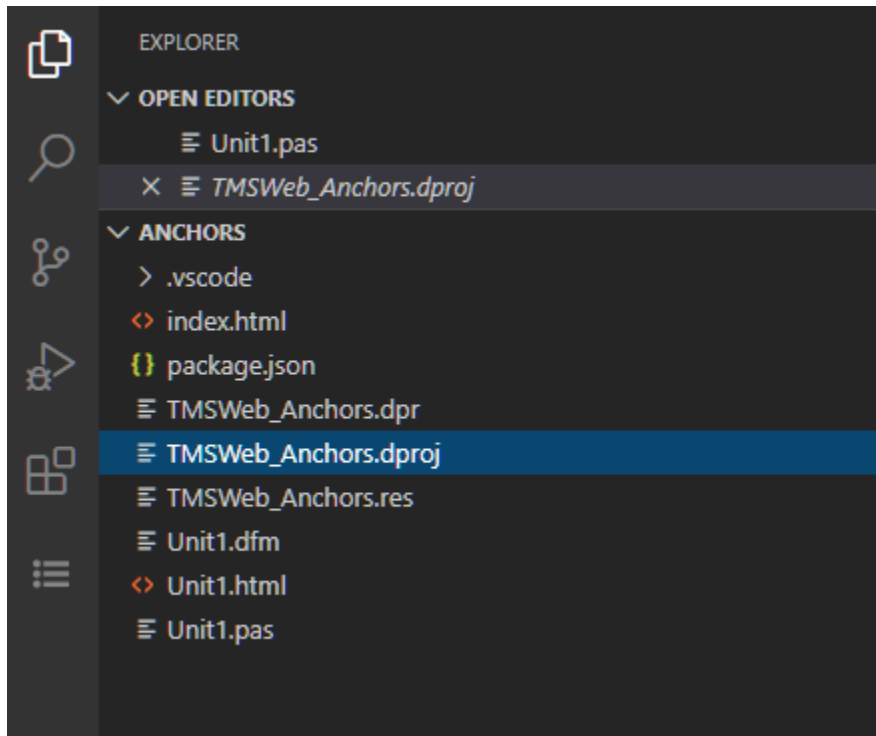 EXPLORER
OPEN EDITORS
Unit1.pas
TMSWeb_Anchors.dproj
ANCHORS
.vscode
index.html
package.json
TMSWeb_Anchors.dpr
TMSWeb_Anchors.dproj
TMSWeb_Anchors.res
Unit1.dfm
Unit1.html
Unit1.pas